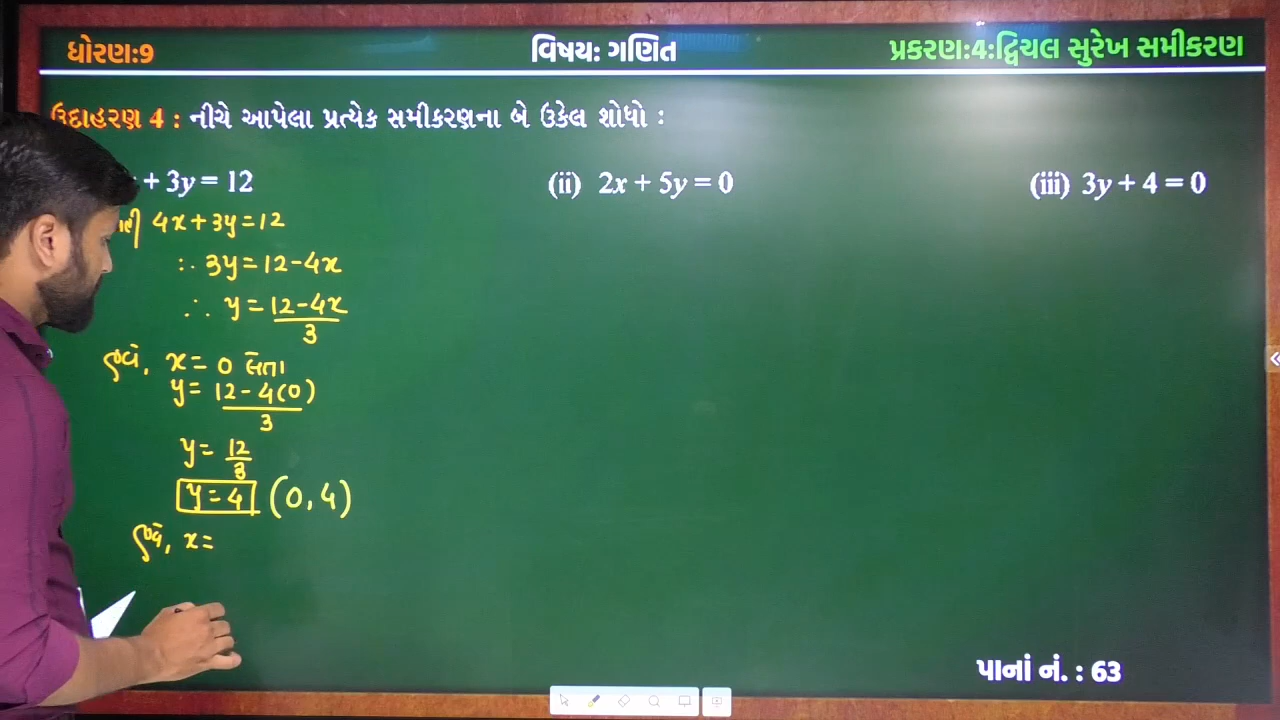 ધોરણ:9
વિષય: ગણિત
પ્રકરણ:4:દ્વિચલ સુરેખ સમીકરણ
ઉદાહરણ 4 : નીચે આપેલા પ્રત્યેક સમીકરણના બે ઉકેલ શોધો :
+ 3y = 12
(ii) 2x + 5y = 0
(iii) 3y + 4 = 0
4x+3y=12
∴ 3y=12-4x
∴ y = 12-4x
3
હવે, x = 0 લેતા
y = 12 - 4(0)
3
y = 12
3
y = 4 (0, 4)
હવે, x =
પાનાં નં. : 63